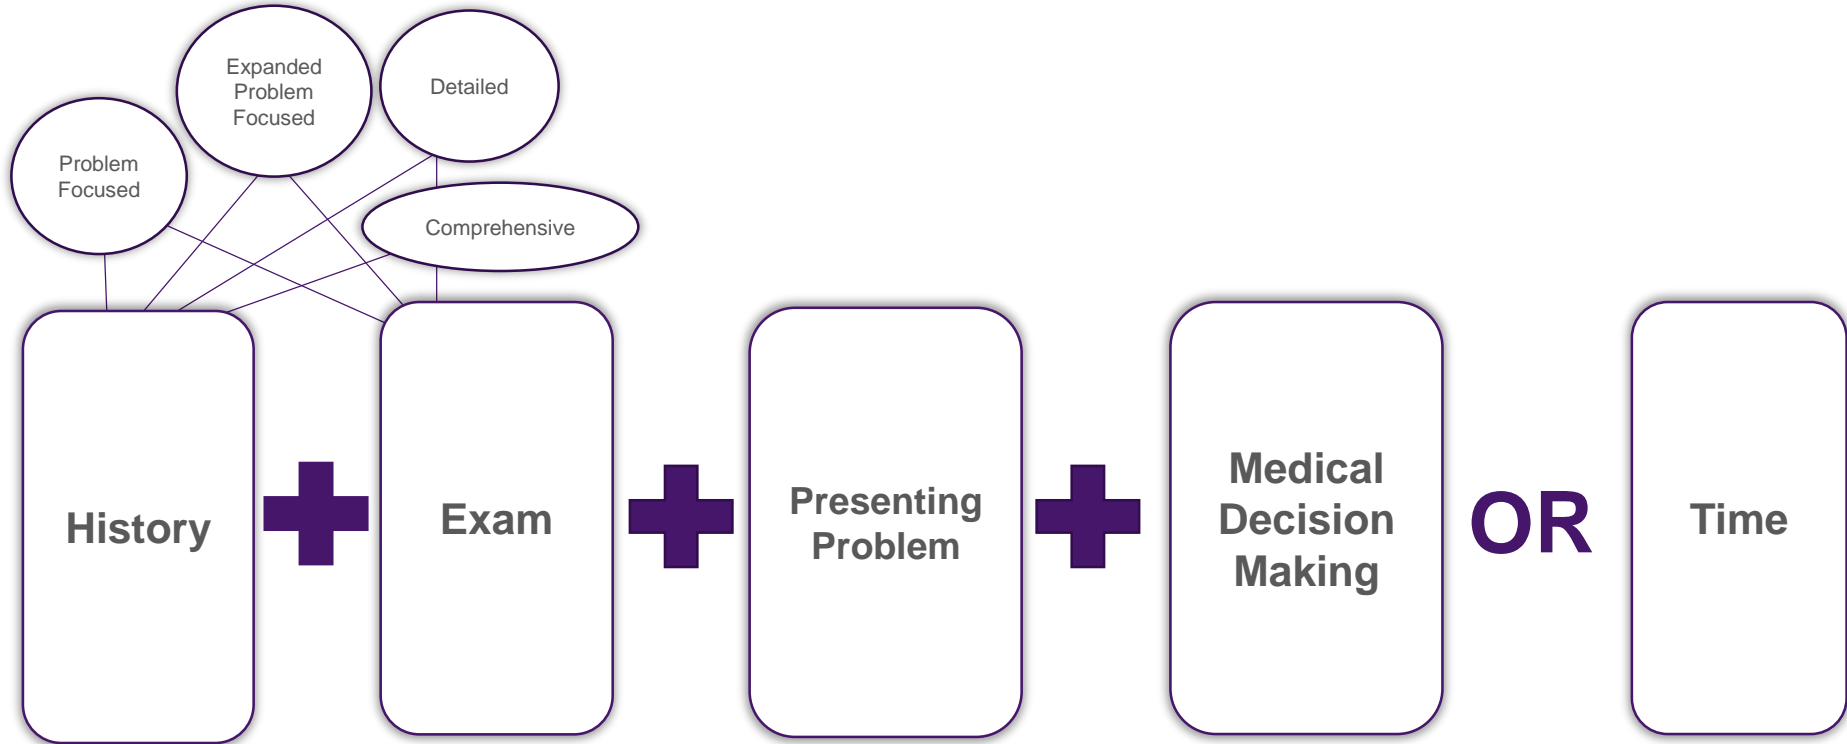 Expanded
Problem
Focused
Detailed
Problem
Focused
Comprehensive
History
Exam
Presenting
Problem
Medical
Decision
Making
OR
Time